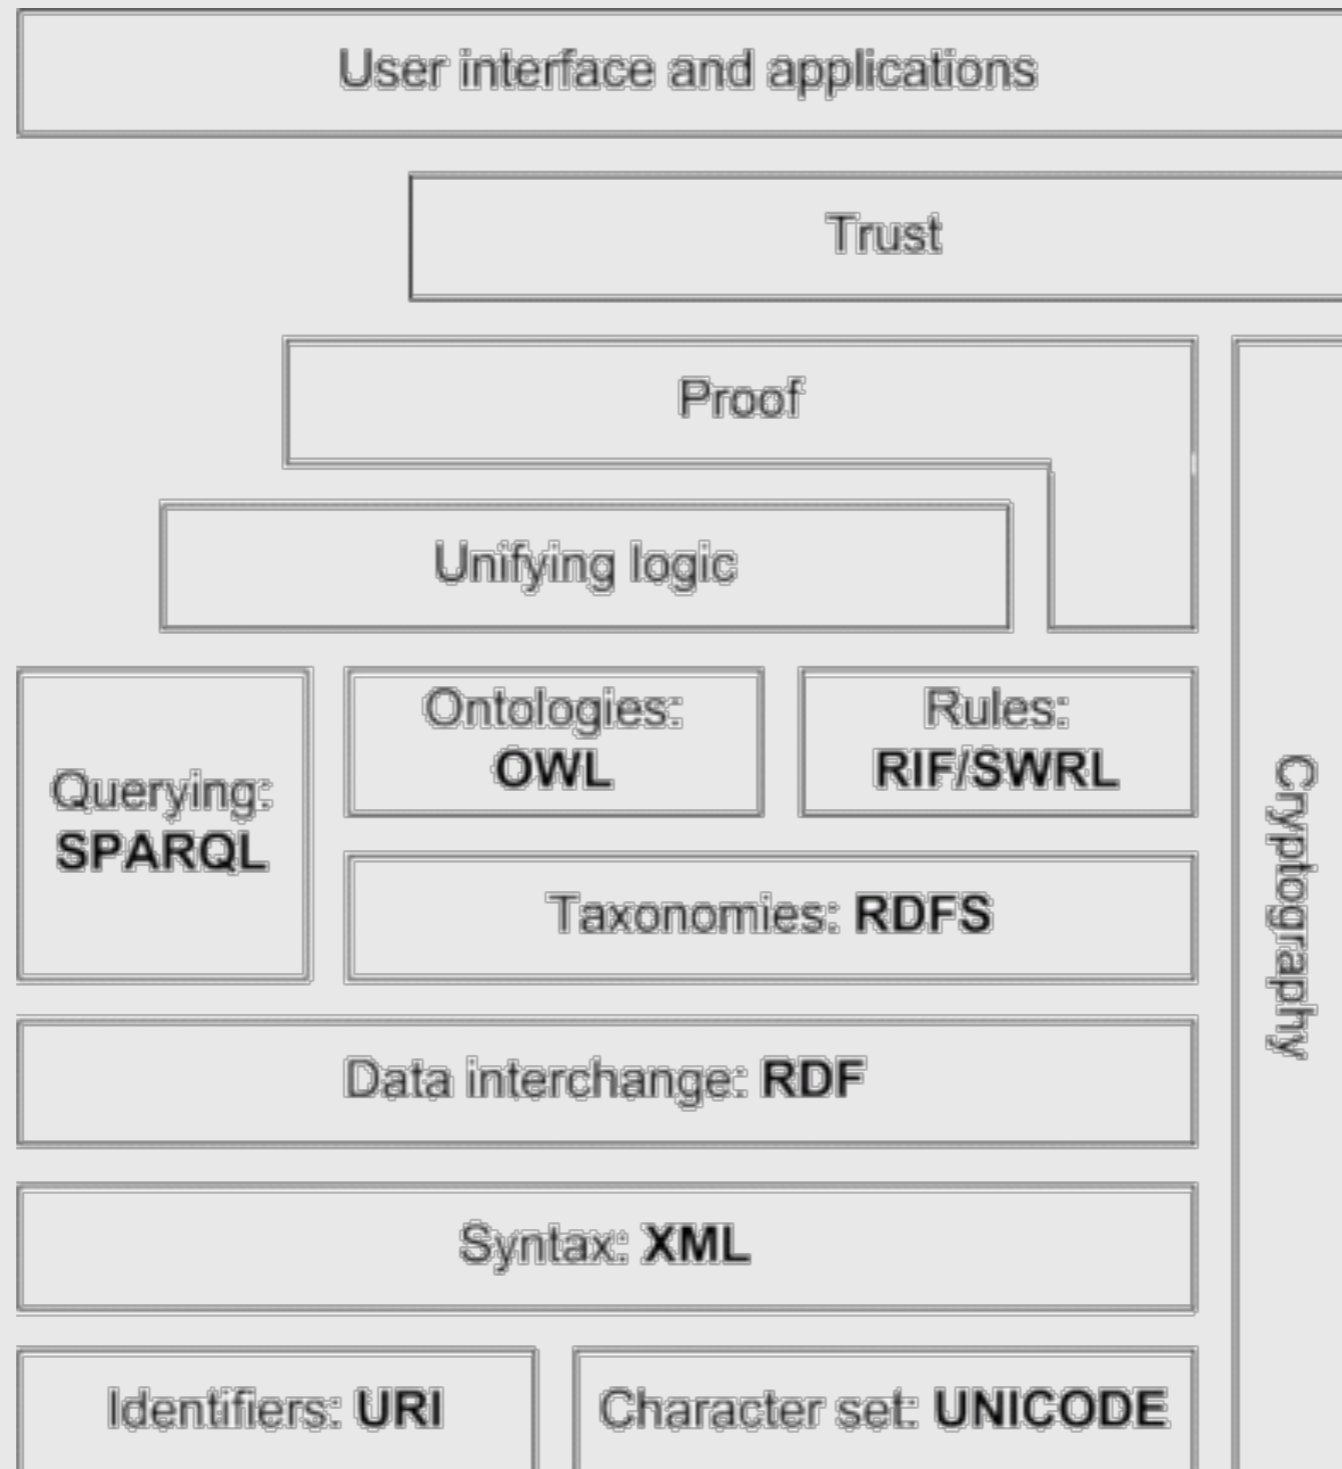 User interface and applications
Trust
Proof
Unifying logic
Ontologies:
OWL
Rules:
RIF/SWRL
Querying:
SPARQL
Taxonomies: RDFS
Cryptography
Data interchange: RDF
Syntax: XML
Identifiers: URI
Character set: UNICODE